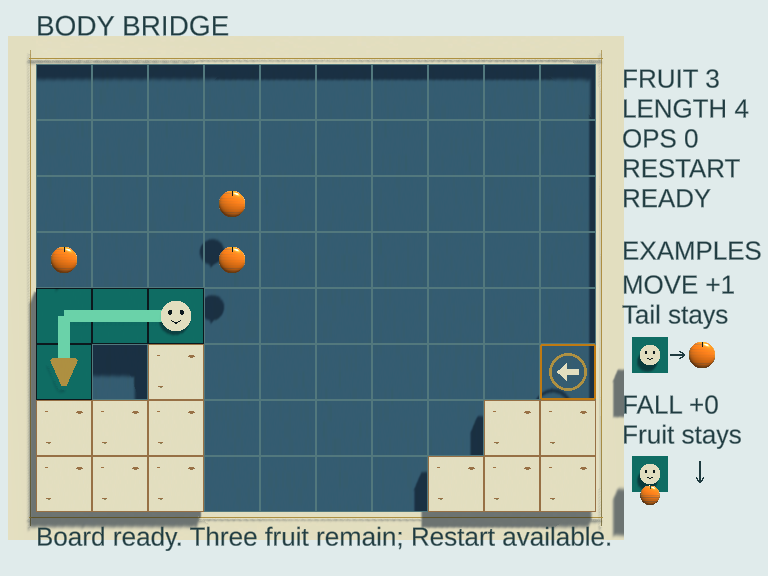 BODY BRIDGE
FRUIT 3
LENGTH 4
OPS 0
RESTART
READY
EXAMPLES
MOVE +1
Tail stays
FALL +0
Fruit stays
Board ready. Three fruit remain; Restart available.